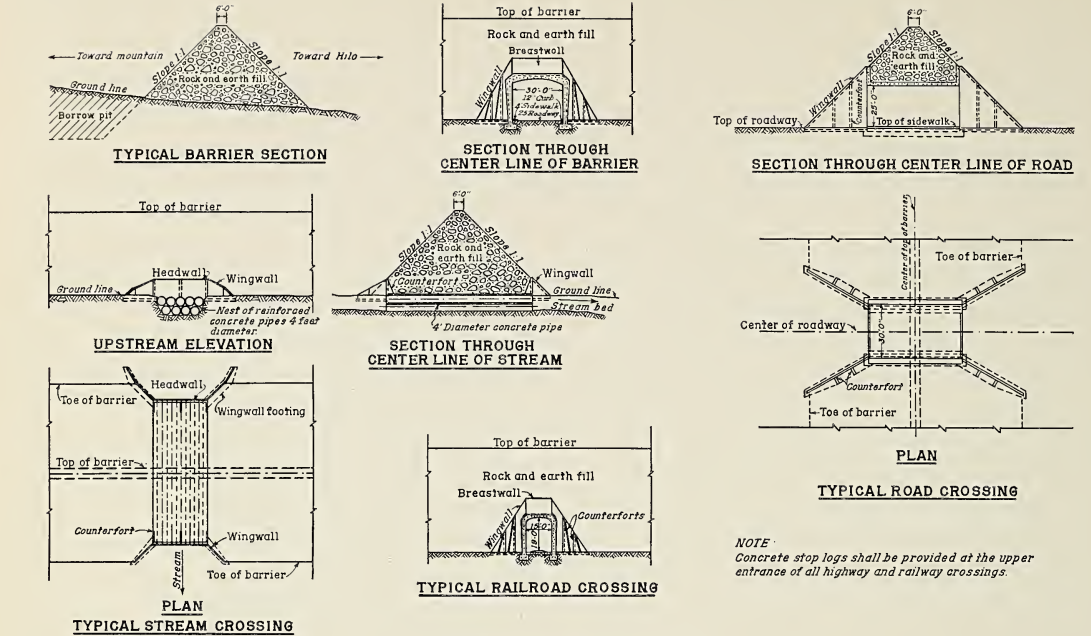 6'-0"
Toward mountain
Toward Hilo
Slope 1:1
Slope 1:1
Rock and earth fill
Ground line
Borrow pit
TYPICAL BARRIER SECTION
Top of barrier
Rock and earth fill
Breastwall
Wingwall
30'-0"
12" Curb
4' Sidewalk
25' Roadway
SECTION THROUGH
CENTER LINE OF BARRIER
6'-0"
Slope 1:1
Slope 1:1
Rock and
earth fill
Wingwall
Counterfort
25'-0"
Top of roadway
Top of sidewalk
SECTION THROUGH CENTER LINE OF ROAD
Top of barrier
Headwall
Wingwall
Ground line
Nest of reinforced
concrete pipes 4 feet
diameter.
UPSTREAM ELEVATION
6'-0"
Slope 1:1
Slope 1:1
Rock and
earth fill
Counterfort
Wingwall
Ground line
Stream bed
4' Diameter concrete pipe
SECTION THROUGH
CENTER LINE OF STREAM
Center of top of barrier
Toe of barrier
Center of roadway
30'-0"
Counterfort
Toe of barrier
PLAN
TYPICAL ROAD CROSSING
Headwall
Toe of barrier
Wingwall footing
Top of barrier
Counterfort
Wingwall
Stream
Toe of barrier
PLAN
TYPICAL STREAM CROSSING
Top of barrier
Rock and earth fill
Breastwall
Wingwall
Counterforts
15'-0"
19'-0"
TYPICAL RAILROAD CROSSING
NOTE
Concrete stop logs shall be provided at the upper
entrance of all highway and railway crossings.